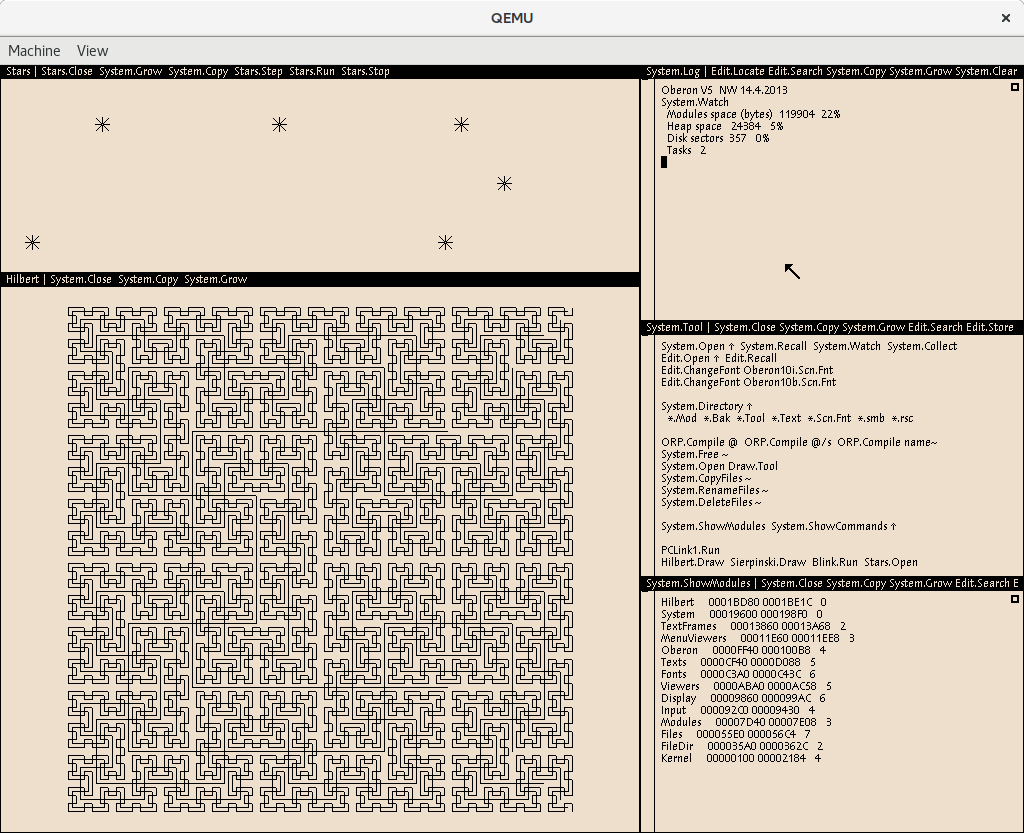 QEMU
Machine View
Stars | Stars.Close System.Grow System.Copy Stars.Step Stars.Run Stars.Stop
Hilbert | System.Close System.Copy System.Grow
System.Log | Edit.Locate Edit.Search System.Copy System.Grow System.Clear
Oberon V5 NW 14.4.2013
System.Watch
Modules space (bytes) 119904 22%
Heap space 24384 5%
Disk sectors 357 0%
Tasks 2
System.Tool | System.Close System.Copy System.Grow Edit.Search Edit.Store
System.Open ↑ System.Recall System.Watch System.Collect
Edit.Open ↑ Edit.Recall
Edit.ChangeFont Oberon10i.Scn.Fnt
Edit.ChangeFont Oberon10b.Scn.Fnt
System.Directory ↑
*.Mod *.Bak *.Tool *.Text *.Scn.Fnt *.smb *.rsc
ORP.Compile @ ORP.Compile @/s ORP.Compile name~
System.Free ~
System.Open Draw.Tool
System.CopyFiles ~
System.RenameFiles ~
System.DeleteFiles ~
System.ShowModules System.ShowCommands ↑
PCLink1.Run
Hilbert.Draw Sierpinski.Draw Blink.Run Stars.Open
System.ShowModules | System.Close System.Copy System.Grow Edit.Search E
Hilbert 0001BD80 0001BE1C 0
System 00019600 000198F0 0
TextFrames 00013860 00013A68 2
MenuViewers 00011E60 00011EE8 3
Oberon 0000FF40 000100B8 4
Texts 0000CF40 0000D088 5
Fonts 0000C3A0 0000C43C 6
Viewers 0000ABA0 0000AC58 5
Display 00009860 000099AC 6
Input 000092C0 00009430 4
Modules 00007D40 00007E08 3
Files 000055E0 000056C4 7
FileDir 000035A0 0000362C 2
Kernel 00000100 00002184 4